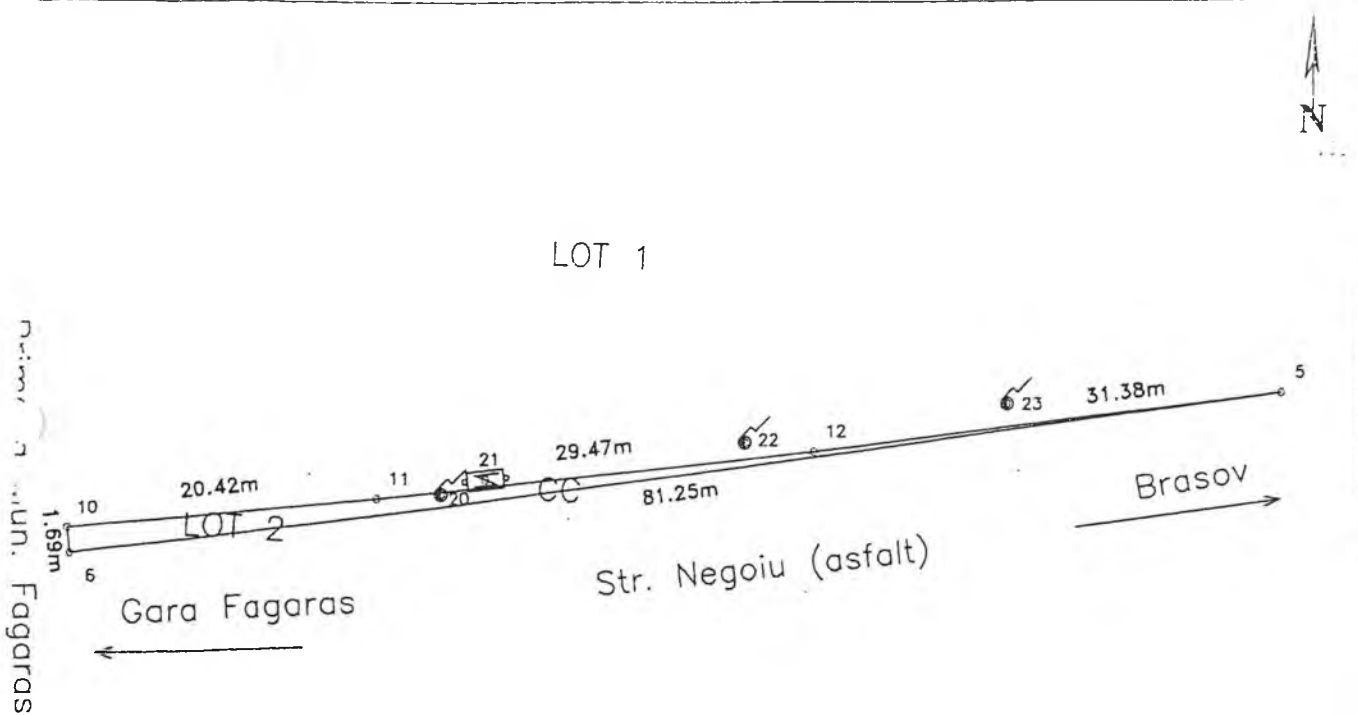 N
LOT 1
5
31.38m
23
12
22
29.47m
21
20
11
20.42m
10
LOT 2
CC
81.25m
1.69m
6
Brasov
Str. Negoiu (asfalt)
Gara Fagaras
Fagaras